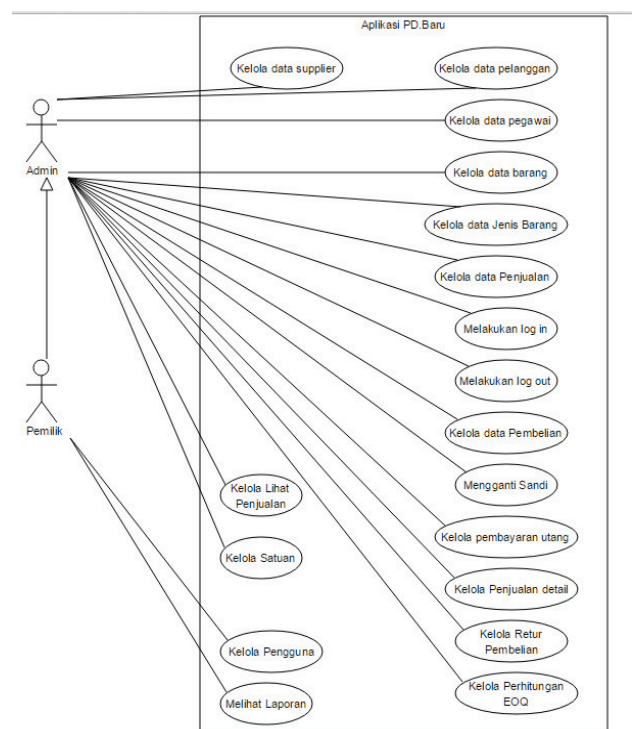 Aplikasi PD.Baru
Kelola data supplier
Kelola data pelanggan
Kelola data pegawai
Admin
Kelola data barang
Kelola data Jenis Barang
Kelola data Penjualan
Melakukan log in
Melakukan log out
Pemilik
Kelola data Pembelian
Mengganti Sandi
Kelola Lihat
Penjualan
Kelola pembayaran utang
Kelola Satuan
Kelola Penjualan detail
Kelola Retur
Pembelian
Kelola Pengguna
Kelola Perhitungan
EOQ
Melihat Laporan